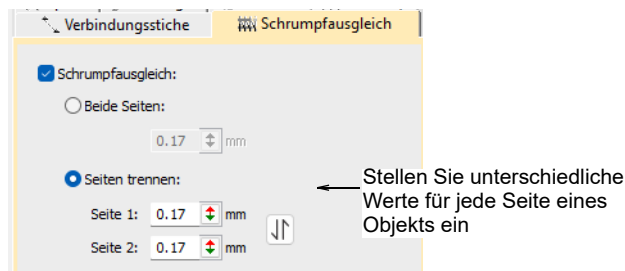 Verbindungsstiche
Schrumpfausgleich
Schrumpfausgleich:
Beide Seiten:
0.17 mm
Seiten trennen:
Seite 1: 0.17 mm
Seite 2: 0.17 mm
Stellen Sie unterschiedliche
Werte für jede Seite eines
Objekts ein